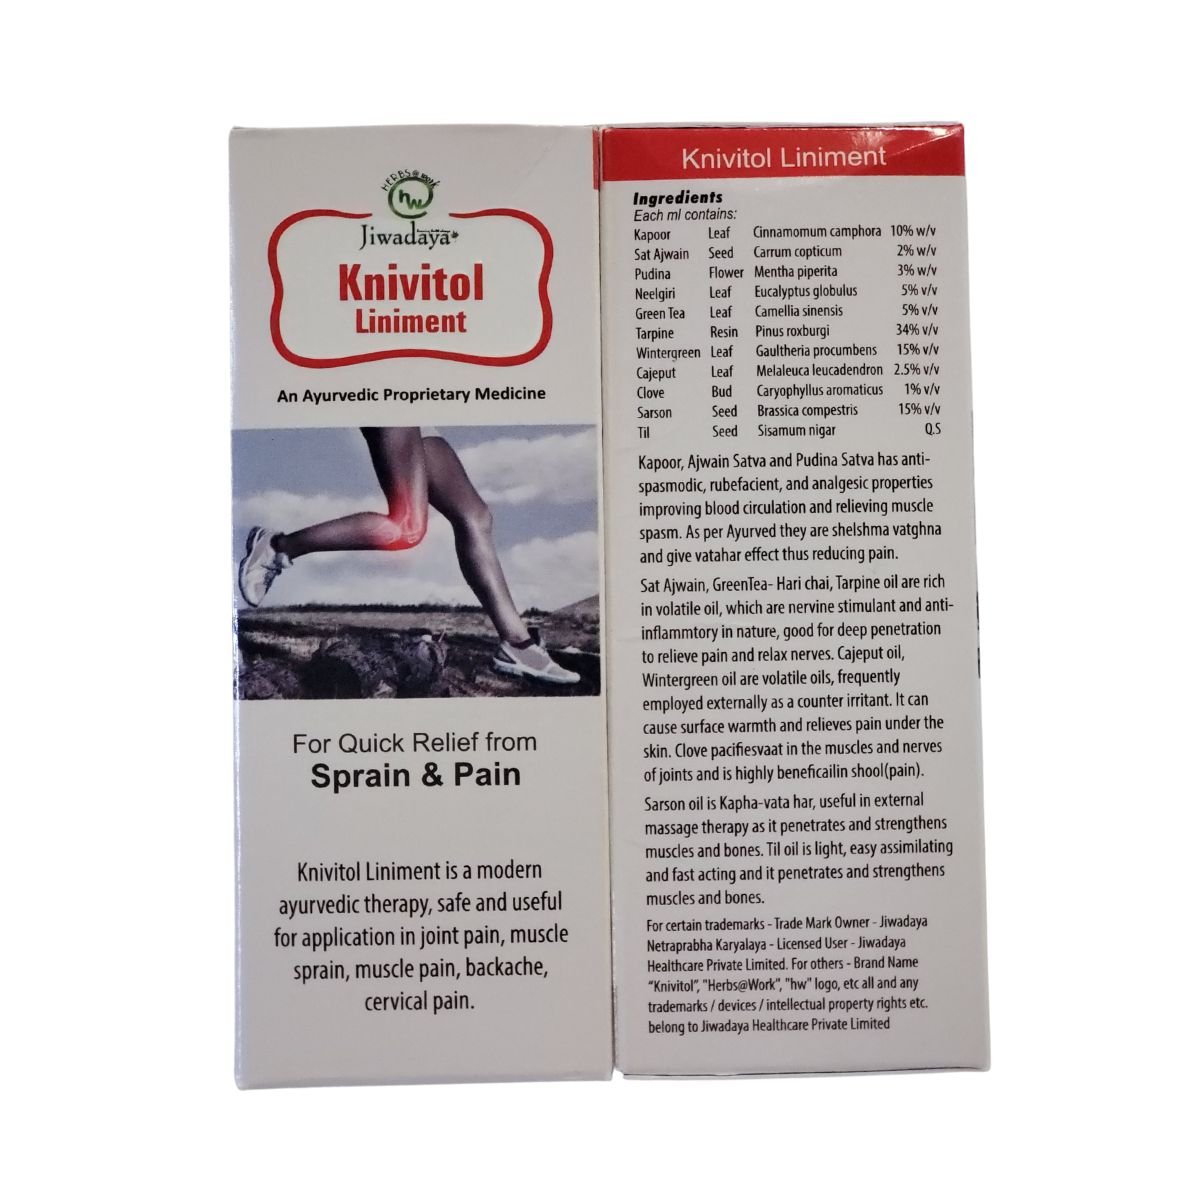 HERBS@Work
hw
Jiwadaya
Knivitol
Liniment
An Ayurvedic Proprietary Medicine
For Quick Relief from
Sprain & Pain
Knivitol Liniment is a modern
ayurvedic therapy, safe and useful
for application in joint pain, muscle
sprain, muscle pain, backache,
cervical pain.
Knivitol Liniment
Ingredients
Each ml contains:
Kapoor Leaf Cinnamomum camphora 10% w/v
Sat Ajwain Seed Carrum copticum 2% w/v
Pudina Flower Mentha piperita 3% w/v
Neelgiri Leaf Eucalyptus globulus 5% v/v
Green Tea Leaf Camellia sinensis 5% v/v
Tarpine Resin Pinus roxburgi 34% v/v
Wintergreen Leaf Gaultheria procumbens 15% v/v
Cajeput Leaf Melaleuca leucadendron 2.5% v/v
Clove Bud Caryophyllus aromaticus 1% v/v
Sarson Seed Brassica compestris 15% v/v
Til Seed Sisamum nigar Q.S
Kapoor, Ajwain Satva and Pudina Satva has anti-
spasmodic, rubefacient, and analgesic properties
improving blood circulation and relieving muscle
spasm. As per Ayurved they are shelshma vatghna
and give vatahar effect thus reducing pain.
Sat Ajwain, GreenTea- Hari chai, Tarpine oil are rich
in volatile oil, which are nervine stimulant and anti-
inflammtory in nature, good for deep penetration
to relieve pain and relax nerves. Cajeput oil,
Wintergreen oil are volatile oils, frequently
employed externally as a counter irritant. It can
cause surface warmth and relieves pain under the
skin. Clove pacifiesvaat in the muscles and nerves
of joints and is highly beneficailin shool(pain).
Sarson oil is Kapha-vata har, useful in external
massage therapy as it penetrates and strengthens
muscles and bones. Til oil is light, easy assimilating
and fast acting and it penetrates and strengthens
muscles and bones.
For certain trademarks - Trade Mark Owner - Jiwadaya
Netraprabha Karyalaya - Licensed User - Jiwadaya
Healthcare Private Limited. For others - Brand Name
“Knivitol”, "Herbs@Work", "hw" logo, etc all and any
trademarks / devices / intellectual property rights etc.
belong to Jiwadaya Healthcare Private Limited